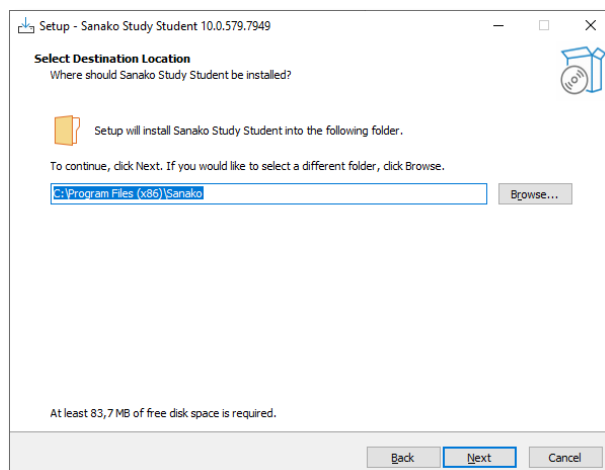 Setup - Sanako Study Student 10.0.579.7949
Select Destination Location
Where should Sanako Study Student be installed?
Setup will install Sanako Study Student into the following folder.
To continue, click Next. If you would like to select a different folder, click Browse.
C:\Program Files (x86)\Sanako
Browse...
At least 83,7 MB of free disk space is required.
Back Next Cancel